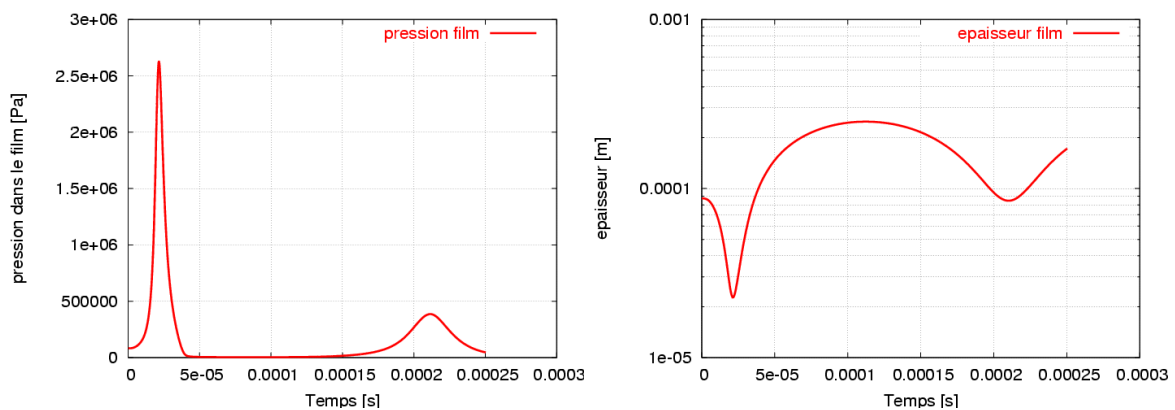 3e+06
2.5e+06
2e+06
1.5e+06
1e+06
500000
0
pression dans le film [Pa]
pression film
0 5e-05 0.0001 0.00015 0.0002 0.00025 0.0003
Temps [s]
0.001
0.0001
1e-05
epaisseur [m]
epaisseur film
0 5e-05 0.0001 0.00015 0.0002 0.00025 0.0003
Temps [s]